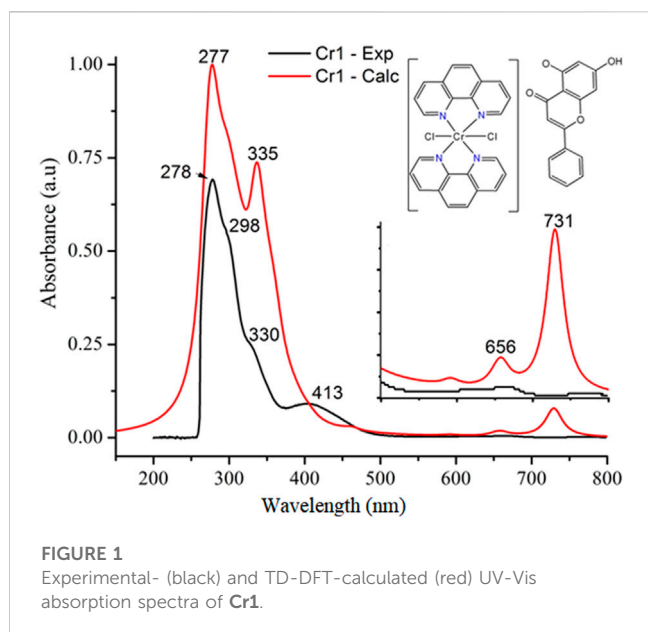 Cr1 - Exp
Cr1 - Calc
277
335
278
298
330
413
731
656
N
N
Cl
Cr
Cl
N
N
O
OH
O
O
Absorbance (a.u)
1.00
0.75
0.50
0.25
0.00
200 300 400 500 600 700 800
Wavelength (nm)
FIGURE 1
Experimental- (black) and TD-DFT-calculated (red) UV-Vis
absorption spectra of Cr1.